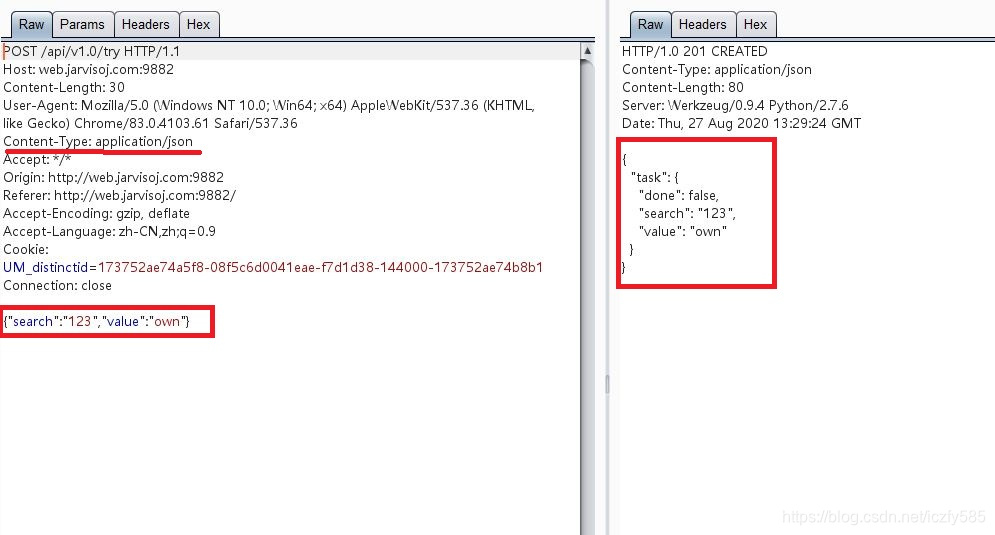 Raw Params Headers Hex
POST /api/v1.0/try HTTP/1.1
Host: web.jarvisoj.com:9882
Content-Length: 30
User-Agent: Mozilla/5.0 (Windows NT 10.0; Win64; x64) AppleWebKit/537.36 (KHTML,
like Gecko) Chrome/83.0.4103.61 Safari/537.36
Content-Type: application/json
Accept: */*
Origin: http://web.jarvisoj.com:9882
Referer: http://web.jarvisoj.com:9882/
Accept-Encoding: gzip, deflate
Accept-Language: zh-CN,zh;q=0.9
Cookie:
UM_distinctid=173752ae74a5f8-08f5c6d0041eae-f7d1d38-144000-173752ae74b8b1
Connection: close
{"search":"123","value":"own"}
Raw Headers Hex
HTTP/1.0 201 CREATED
Content-Type: application/json
Content-Length: 80
Server: Werkzeug/0.9.4 Python/2.7.6
Date: Thu, 27 Aug 2020 13:29:24 GMT
{
"task": {
"done": false,
"search": "123",
"value": "own"
}
}
https://blog.csdn.net/iczfy585